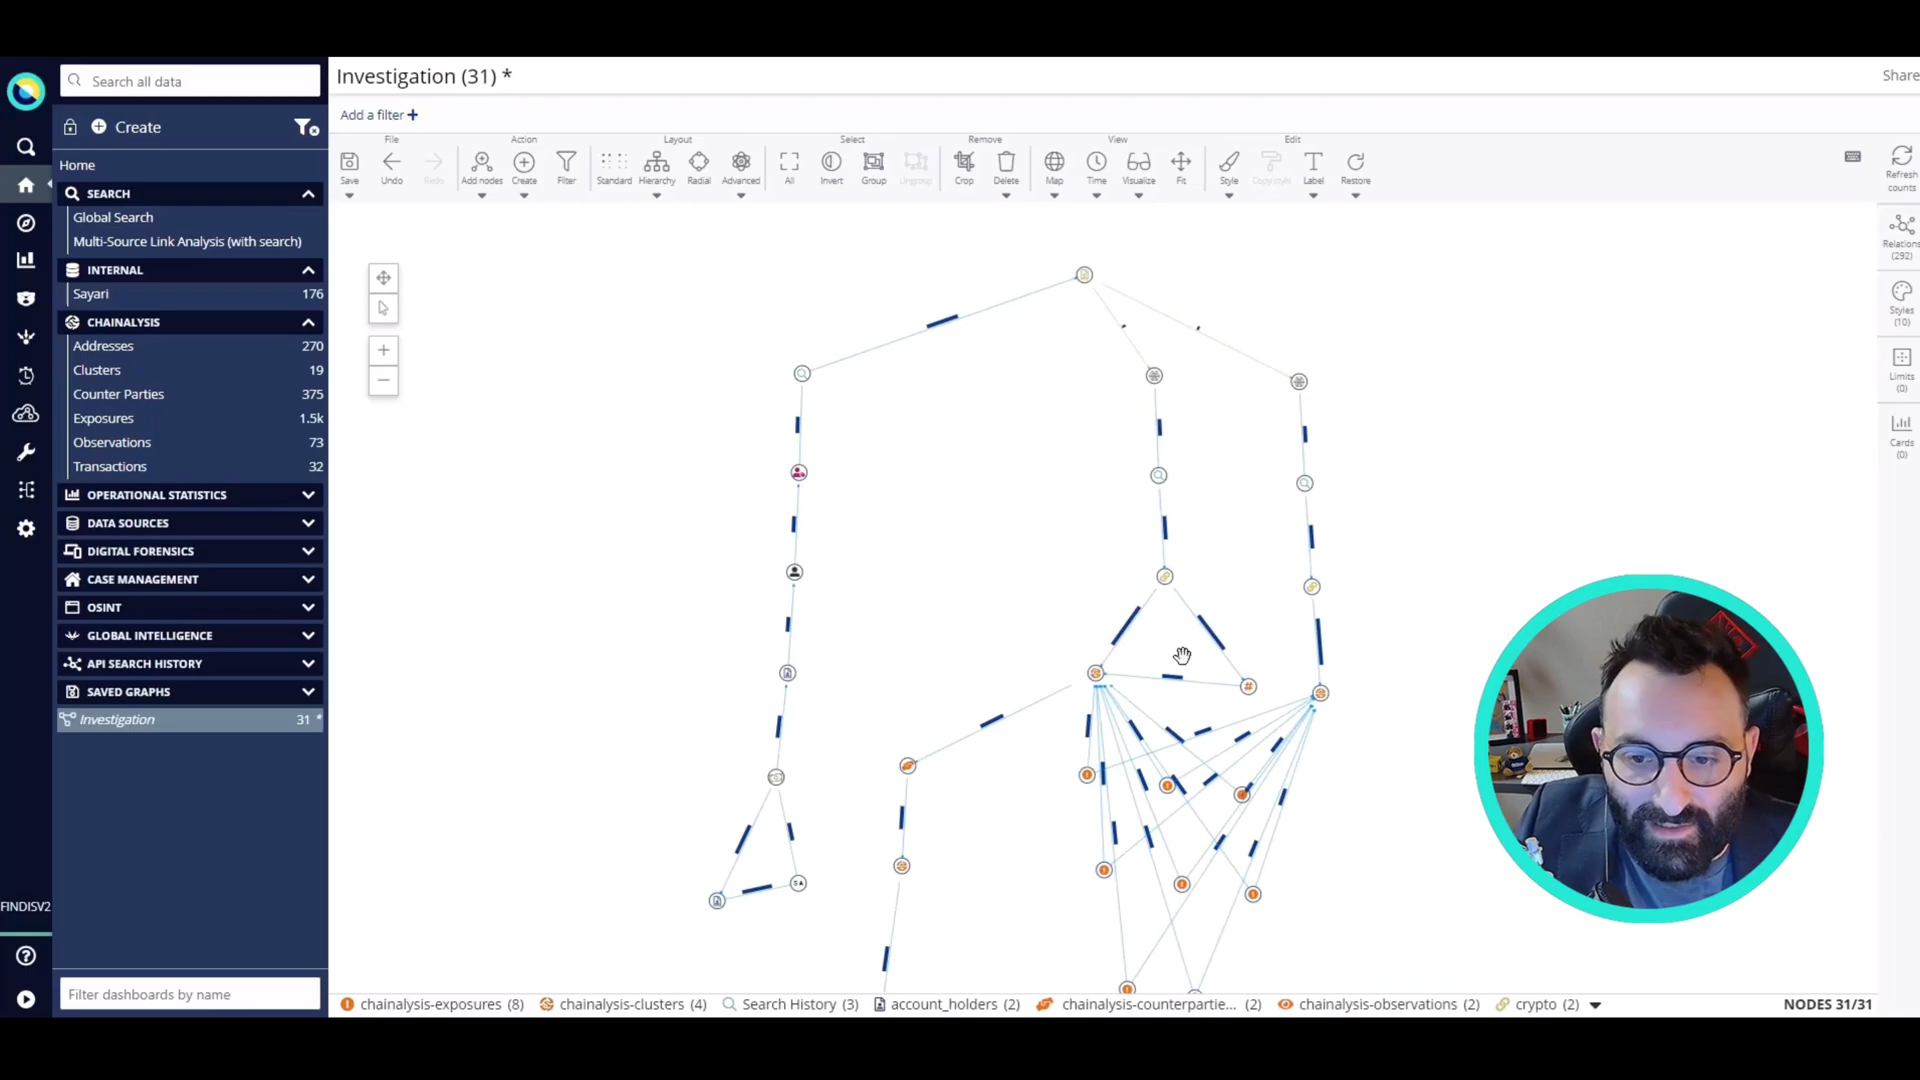 Search all data
Create
Home
SEARCH
Global Search
Multi-Source Link Analysis (with search)
INTERNAL
Sayari 176
CHAINALYSIS
Addresses 270
Clusters 19
Counter Parties 375
Exposures 1.5k
Observations 73
Transactions 32
OPERATIONAL STATISTICS
DATA SOURCES
DIGITAL FORENSICS
CASE MANAGEMENT
OSINT
GLOBAL INTELLIGENCE
API SEARCH HISTORY
SAVED GRAPHS
Investigation 31 *
FINDISV2
Filter dashboards by name
Investigation (31) *
Share
Add a filter +
File Action Layout Select Remove View Edit
Save Undo Redo Add nodes Create Filter Standard Hierarchy Radial Advanced All Invert Group Ungroup Crop Delete Map Time Visualize Fit Style Copy style Label Restore
Refresh
counts
Relations
(292)
Styles
(10)
Limits
(0)
Cards
(0)
SA
chainalysis-exposures (8) chainalysis-clusters (4) Search History (3) account_holders (2) chainalysis-counterpartie... (2) chainalysis-observations (2) crypto (2) NODES 31/31